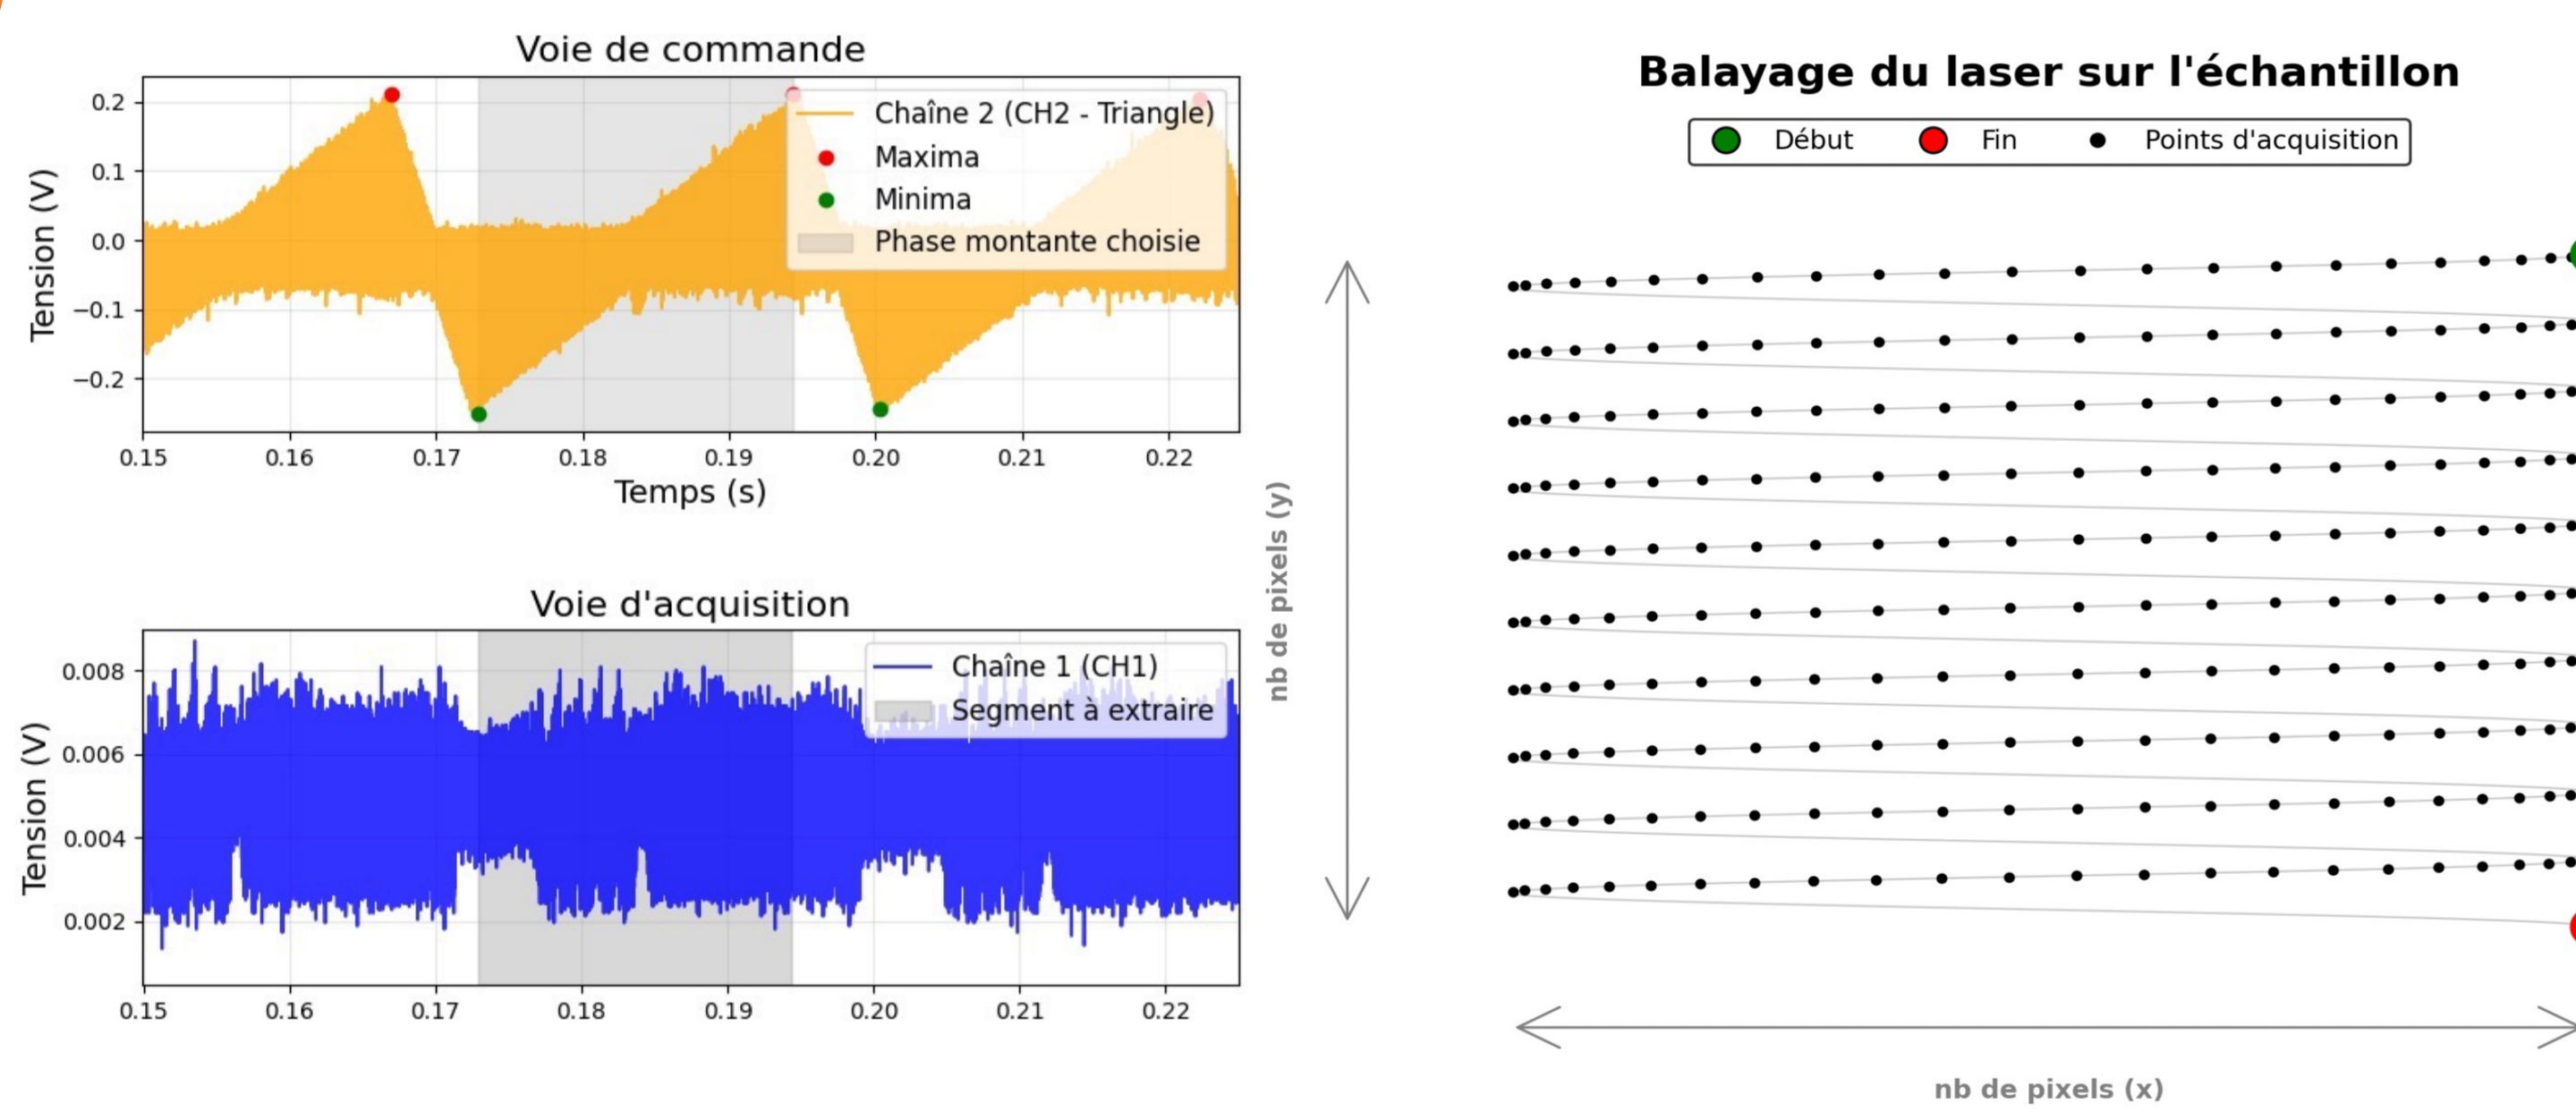 Voie de commande
Tension (V)
0.2
0.1
0.0
−0.1
−0.2
Chaîne 2 (CH2 - Triangle)
Maxima
Minima
Phase montante choisie
0.15 0.16 0.17 0.18 0.19 0.20 0.21 0.22
Temps (s)
Voie d'acquisition
Tension (V)
0.008
0.006
0.004
0.002
Chaîne 1 (CH1)
Segment à extraire
0.15 0.16 0.17 0.18 0.19 0.20 0.21 0.22
Balayage du laser sur l'échantillon
Début Fin Points d'acquisition
nb de pixels (y)
nb de pixels (x)